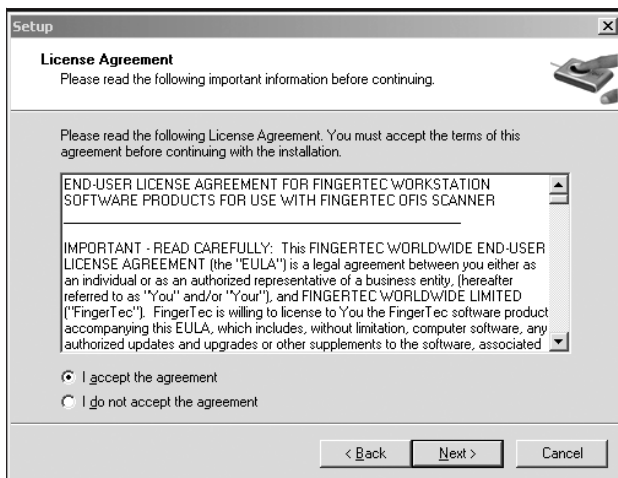 Setup
License Agreement
Please read the following important information before continuing.
Please read the following License Agreement. You must accept the terms of this
agreement before continuing with the installation.
END-USER LICENSE AGREEMENT FOR FINGERTEC WORKSTATION
SOFTWARE PRODUCTS FOR USE WITH FINGERTEC OFIS SCANNER
IMPORTANT - READ CAREFULLY: This FINGERTEC WORLDWIDE END-USER
LICENSE AGREEMENT (the "EULA") is a legal agreement between you either as
an individual or as an authorized representative of a business entity, (hereafter
referred to as "You" and/or "Your"), and FINGERTEC WORLDWIDE LIMITED
("FingerTec"). FingerTec is willing to license to You the FingerTec software product
accompanying this EULA, which includes, without limitation, computer software, any
authorized updates and upgrades or other supplements to the software, associated
I accept the agreement
I do not accept the agreement
< Back
Next >
Cancel